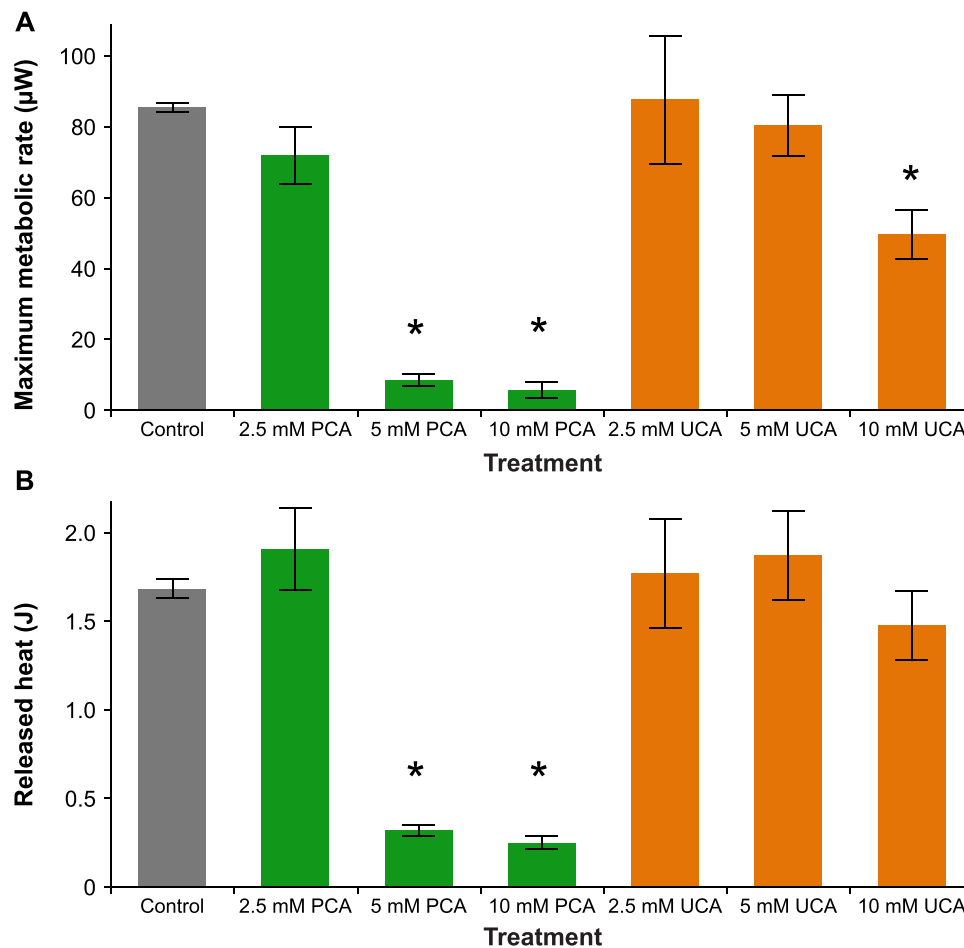 A
Maximum metabolic rate (µW)
100
80
60
40
20
0
*
*
*
Control 2.5 mM PCA 5 mM PCA 10 mM PCA 2.5 mM UCA 5 mM UCA 10 mM UCA
Treatment
B
Released heat (J)
2.0
1.5
1.0
0.5
0
*
*
Control 2.5 mM PCA 5 mM PCA 10 mM PCA 2.5 mM UCA 5 mM UCA 10 mM UCA
Treatment